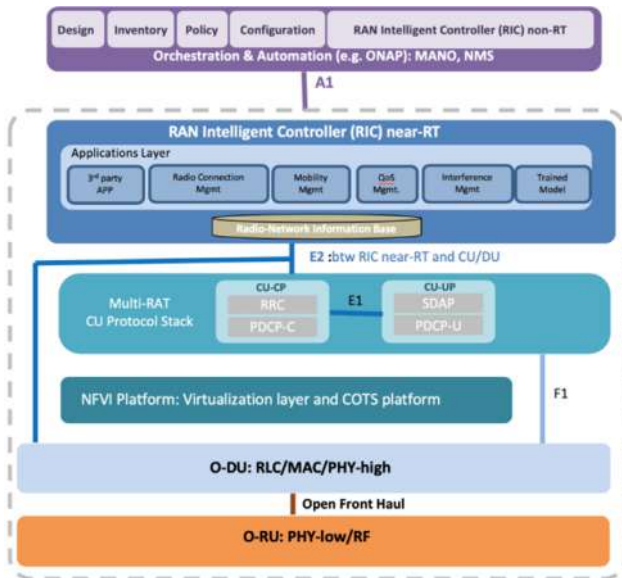 Design
Inventory
Policy
Configuration
RAN Intelligent Controller (RIC) non-RT
Orchestration & Automation (e.g. ONAP): MANO, NMS
A1
RAN Intelligent Controller (RIC) near-RT
Applications Layer
3rd party
APP
Radio Connection
Mgmt
Mobility
Mgmt
QoS
Mgmt.
Interference
Mgmt
Trained
Model
Radio-Network Information Base
E2 :btw RIC near-RT and CU/DU
Multi-RAT
CU Protocol Stack
CU-CP
RRC
PDCP-C
E1
CU-UP
SDAP
PDCP-U
F1
NFVI Platform: Virtualization layer and COTS platform
O-DU: RLC/MAC/PHY-high
Open Front Haul
O-RU: PHY-low/RF